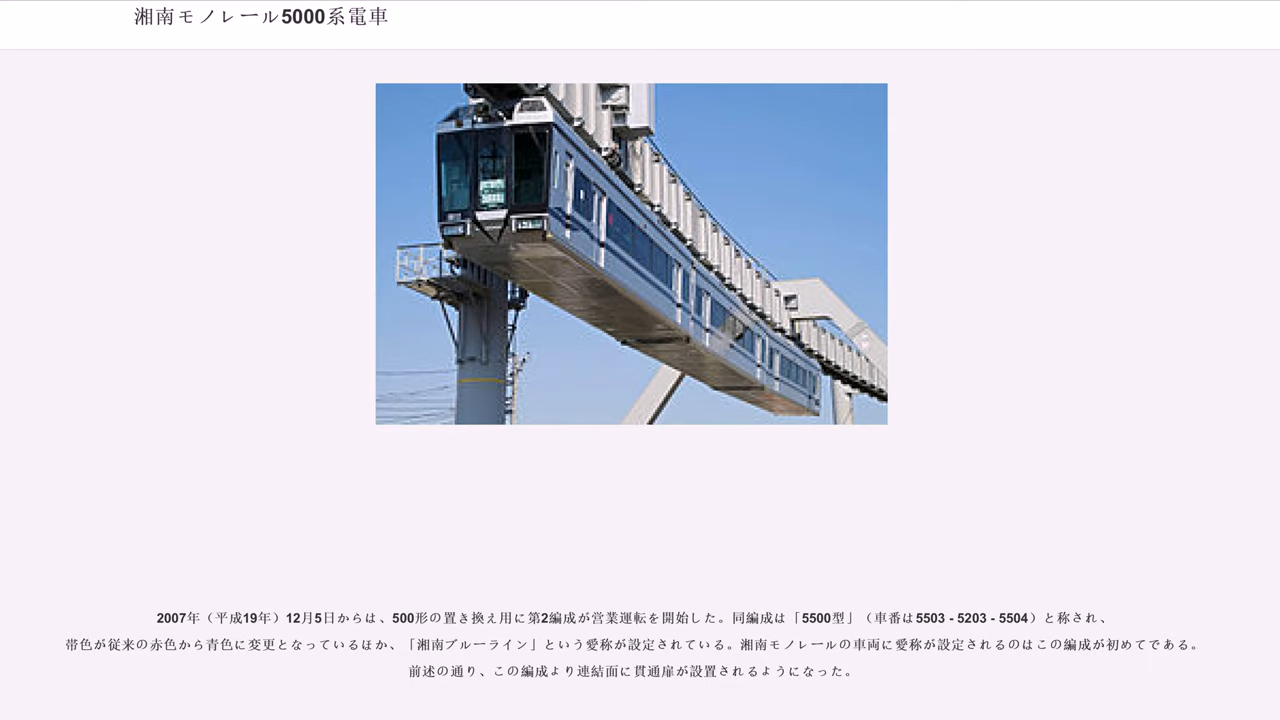 湘南モノレール5000系電車
2007年（平成19年）12月5日からは、500形の置き換え用に第2編成が営業運転を開始した。同編成は「5500型」（車番は5503 - 5203 - 5504）と称され、
帯色が従来の赤色から青色に変更となっているほか、「湘南ブルーライン」という愛称が設定されている。湘南モノレールの車両に愛称が設定されるのはこの編成が初めてである。
前述の通り、この編成より連結面に貫通扉が設置されるようになった。